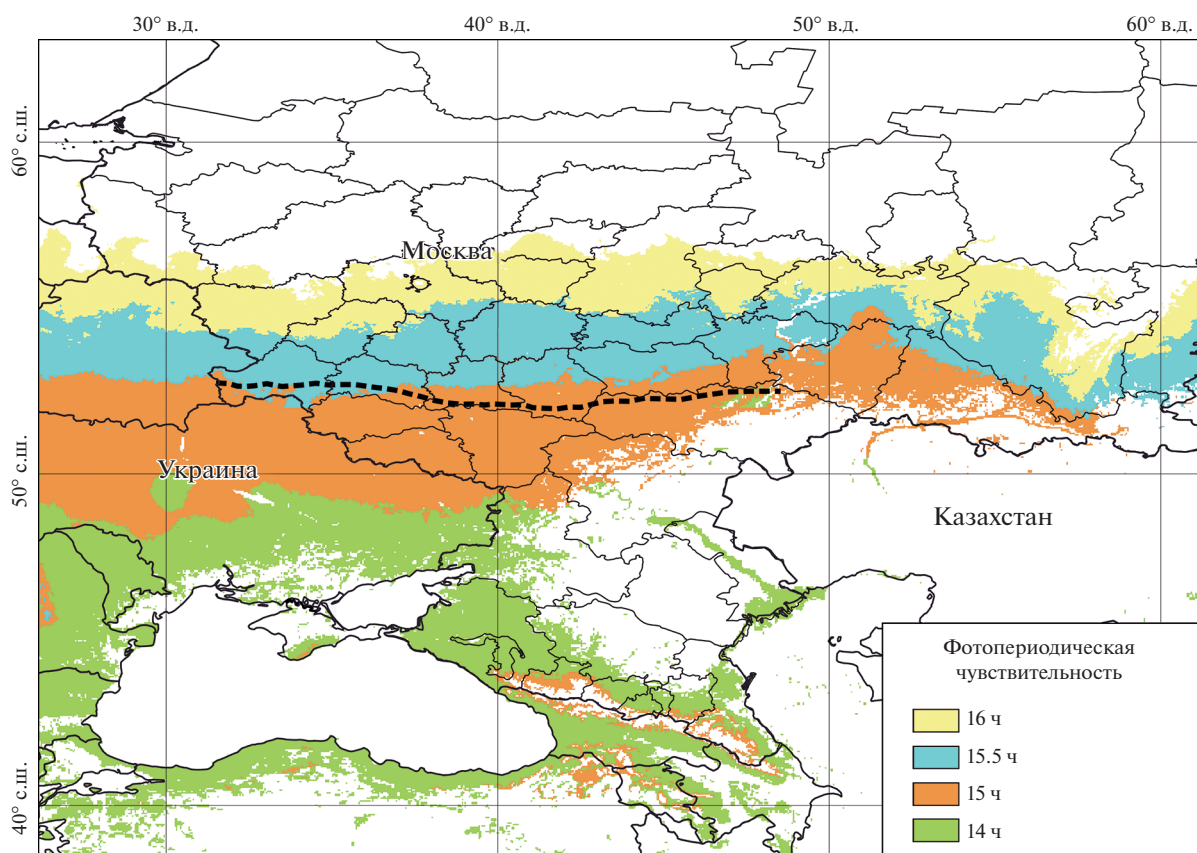 30° в.д.
40° в.д.
50° в.д.
60° в.д.
60° с.ш.
Москва
50° с.ш.
Украина
Казахстан
40° с.ш.
Фотопериодическая
чувствительность
16 ч
15.5 ч
15 ч
14 ч